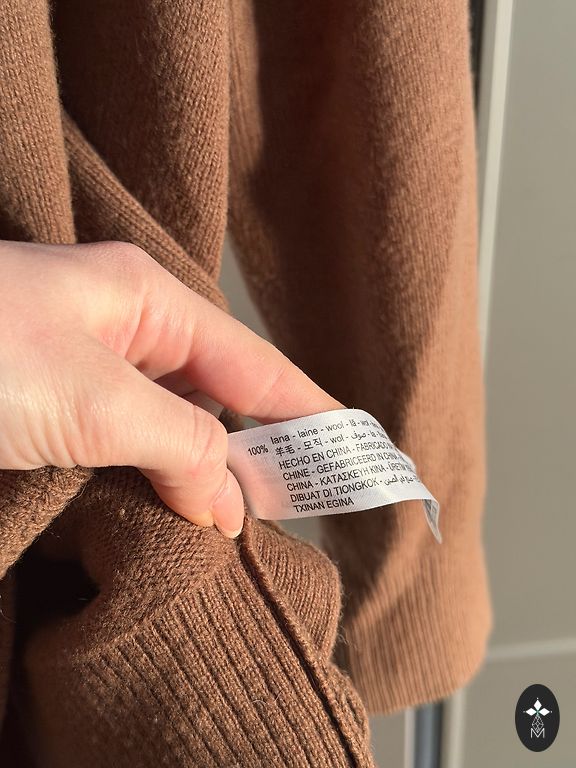 100% lana - laine - wool - wol
羊毛 - 모직 - wol - صوف
HECHO EN CHINA - FABRICADO
CHINE - GEFABRICEERD IN CHINA
CHINA - ΚΑΤΑΣΚΕΥΗ ΚΙΝΑ -
DIBUAT DI TIONGKOK -
TXINAN EGINA
M